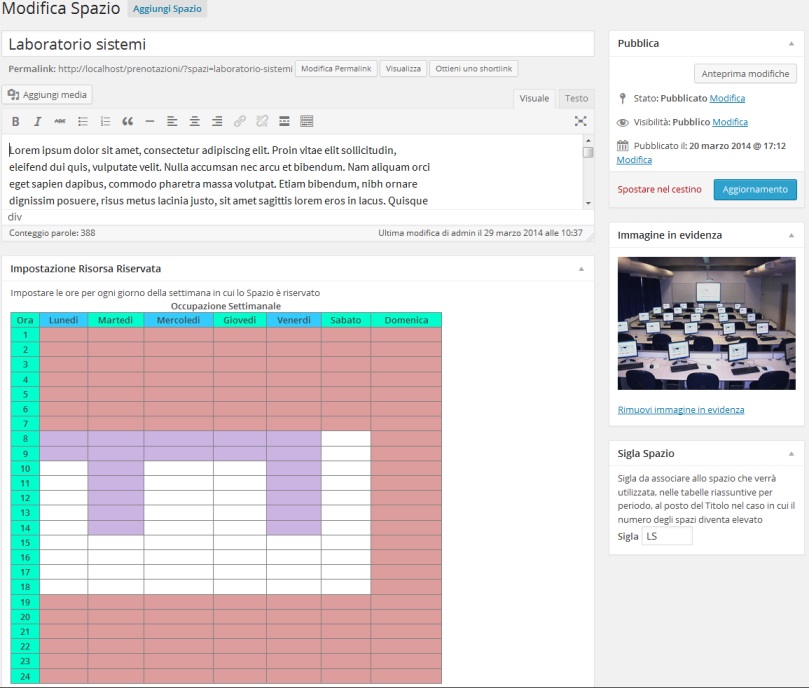 Modifica Spazio Aggiungi Spazio
Laboratorio sistemi
Permalink: http://localhost/prenotazioni/?spazi=laboratorio-sistemi Modifica Permalink Visualizza Ottieni uno shortlink
Aggiungi media
Visuale Testo
B I ABC
Lorem ipsum dolor sit amet, consectetur adipiscing elit. Proin vitae elit sollicitudin,
eleifend dui quis, vulputate velit. Nulla accumsan nec arcu et bibendum. Nam aliquam orci
eget sapien dapibus, commodo pharetra massa volutpat. Etiam bibendum, nibh ornare
dignissim posuere, risus metus lacinia justo, sit amet sagittis lorem eros in lacus. Quisque
div
Conteggio parole: 388 Ultima modifica di admin il 29 marzo 2014 alle 10:37
Impostazione Risorsa Riservata
Impostare le ore per ogni giorno della settimana in cui lo Spazio è riservato
Occupazione Settimanale
Ora Lunedì Martedì Mercoledì Giovedì Venerdì Sabato Domenica
1
2
3
4
5
6
7
8
9
10
11
12
13
14
15
16
17
18
19
20
21
22
23
24
Pubblica
Anteprima modifiche
Stato: Pubblicato Modifica
Visibilità: Pubblico Modifica
Pubblicato il: 20 marzo 2014 @ 17:12
Modifica
Spostare nel cestino Aggiornamento
Immagine in evidenza
Rimuovi immagine in evidenza
Sigla Spazio
Sigla da associare allo spazio che verrà
utilizzata, nelle tabelle riassuntive per
periodo, al posto del Titolo nel caso in cui il
numero degli spazi diventa elevato
Sigla LS